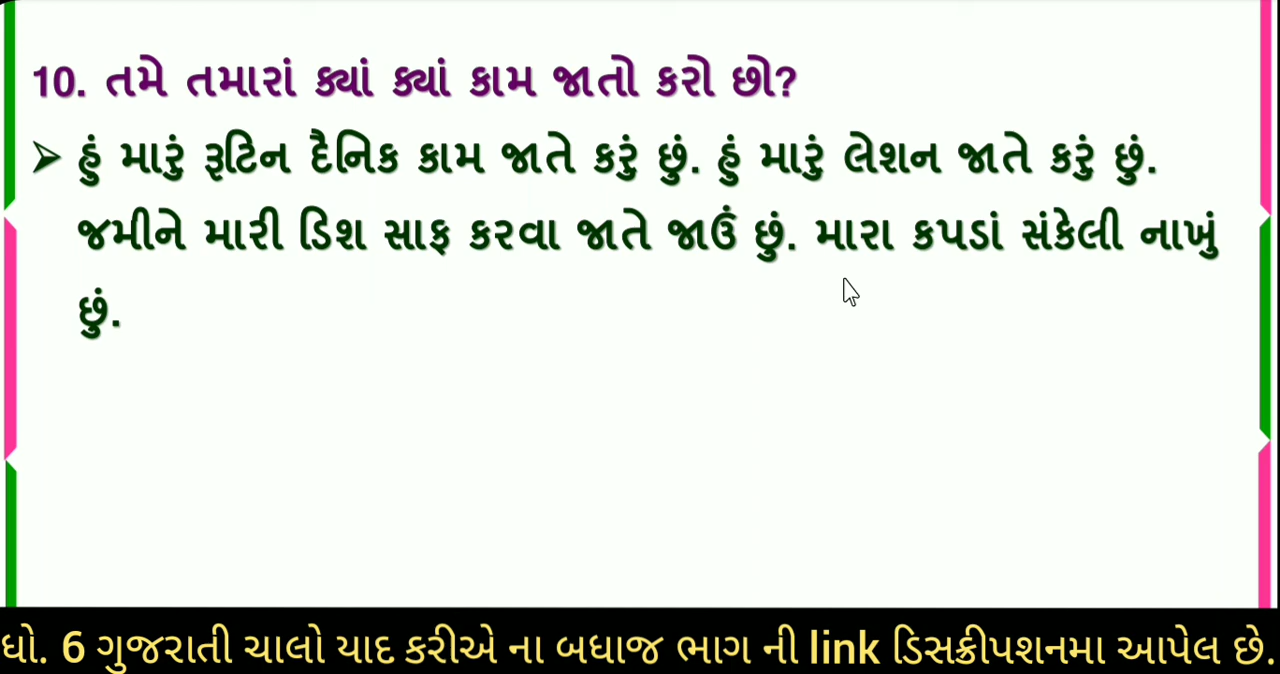 10. તમે તમારાં ક્યાં ક્યાં કામ જાતો કરો છો?
➢ હું મારું રૂટિન દૈનિક કામ જાતે કરું છું. હું મારું લેશન જાતે કરું છું.
જમીને મારી ડિશ સાફ કરવા જાતે જાઉં છું. મારા કપડાં સંકેલી નાખું
છું.
ધો. 6 ગુજરાતી ચાલો યાદ કરીએ ના બધાજ ભાગ ની link ડિસક્રીપશનમા આપેલ છે.